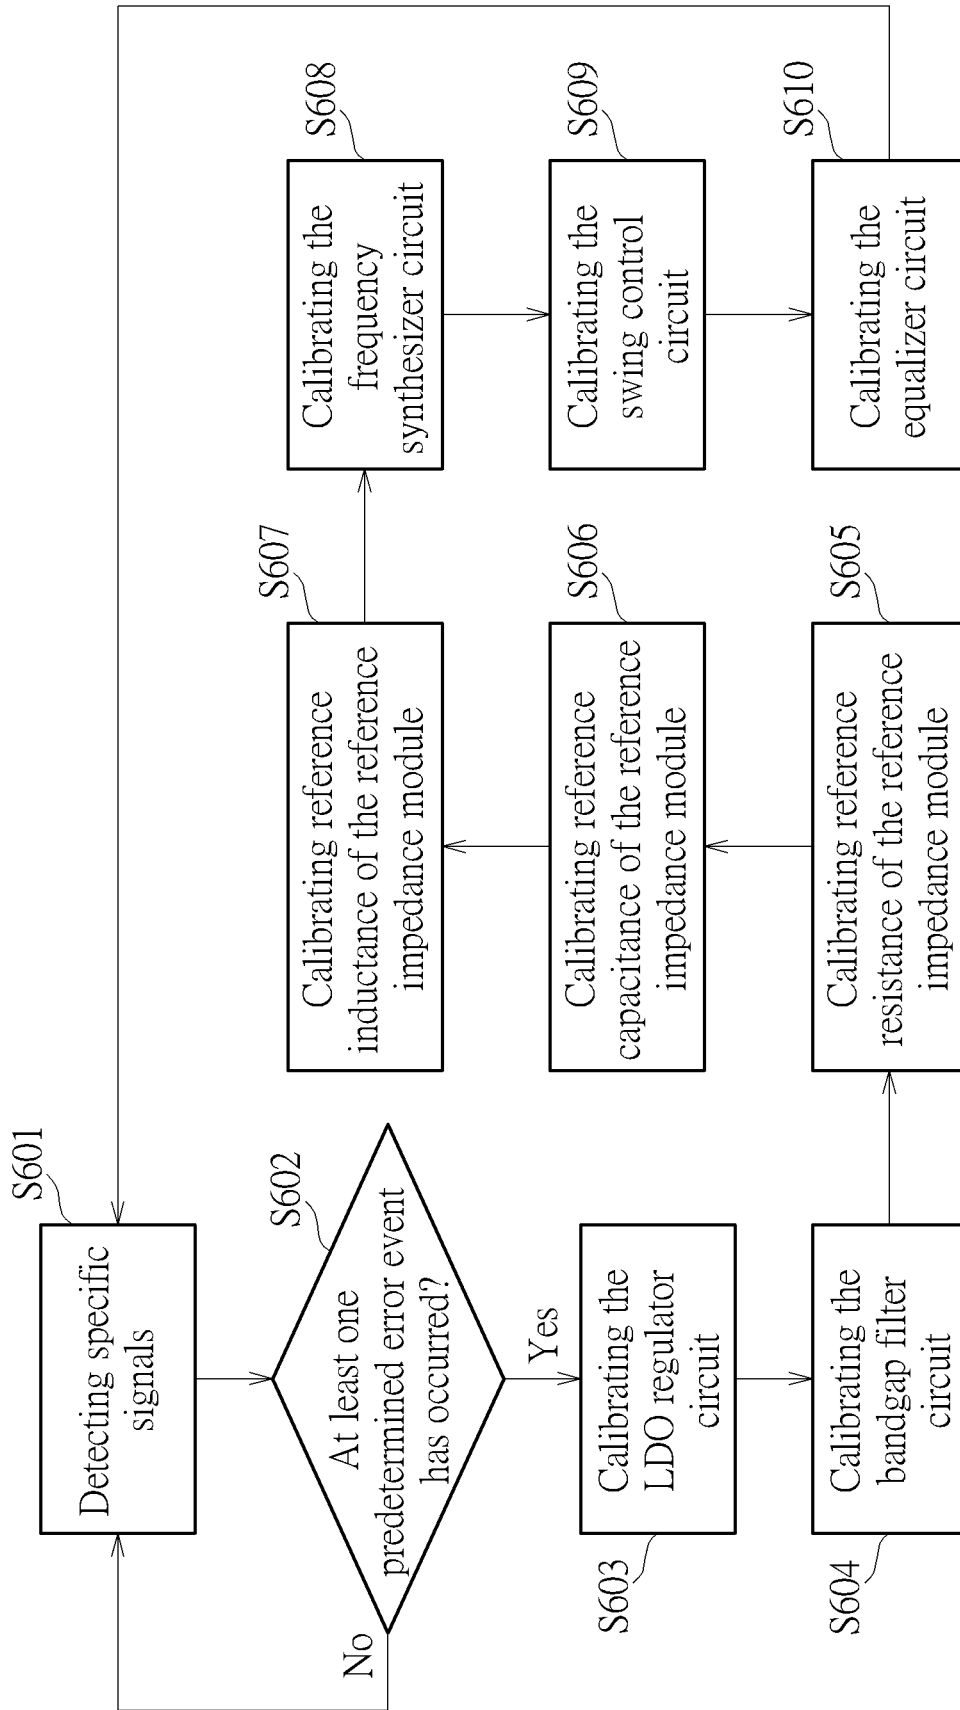 S601
Detecting specific
signals
S602
At least one
predetermined error event
has occurred?
No
Yes
S603
Calibrating the
LDO regulator
circuit
S604
Calibrating the
bandgap filter
circuit
S605
Calibrating reference
resistance of the reference
impedance module
S606
Calibrating reference
capacitance of the reference
impedance module
S607
Calibrating reference
inductance of the reference
impedance module
S608
Calibrating the
frequency
synthesizer circuit
S609
Calibrating the
swing control
circuit
S610
Calibrating the
equalizer circuit